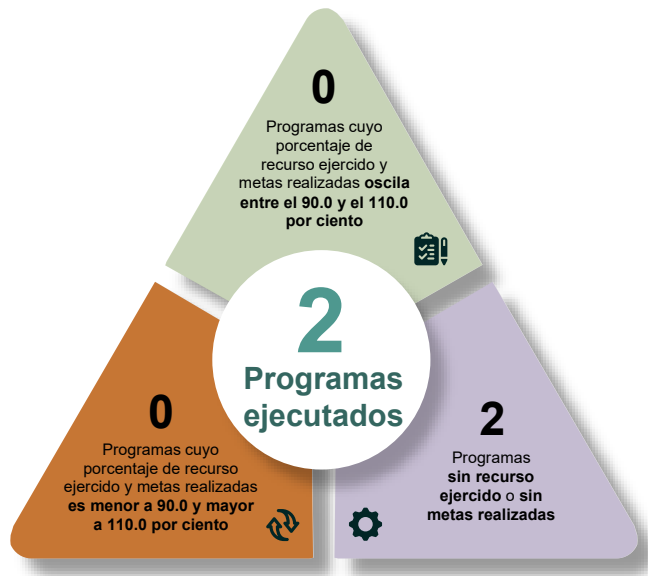 0
Programas cuyo
porcentaje de
recurso ejercido y
metas realizadas oscila
entre el 90.0 y el 110.0
por ciento
2
Programas
ejecutados
0
Programas cuyo
porcentaje de recurso
ejercido y metas realizadas
es menor a 90.0 y mayor
a 110.0 por ciento
2
Programas
sin recurso
ejercido o sin
metas realizadas